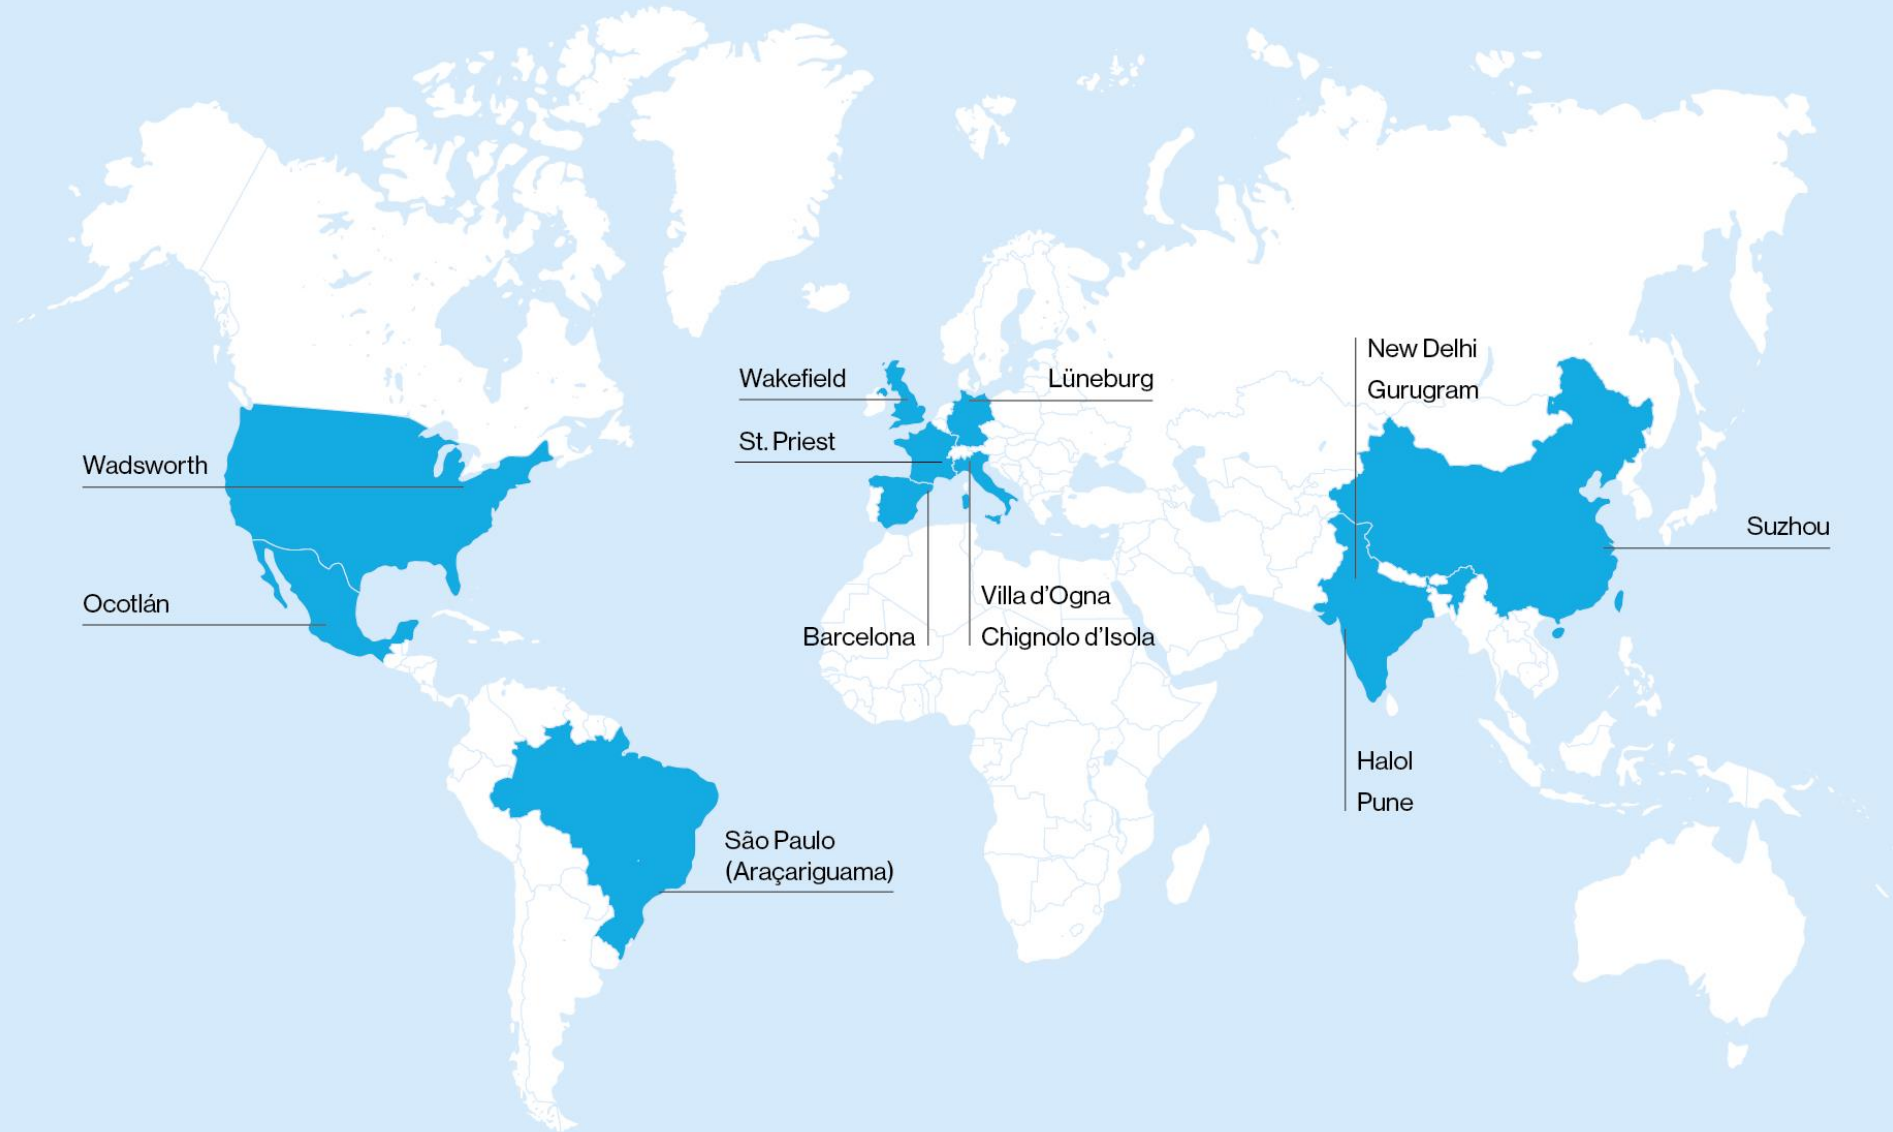 Wadsworth
Ocotlán
São Paulo
(Araçariguama)
Wakefield
St. Priest
Lüneburg
Barcelona
Villa d’Ogna
Chignolo d’Isola
New Delhi
Gurugram
Halol
Pune
Suzhou